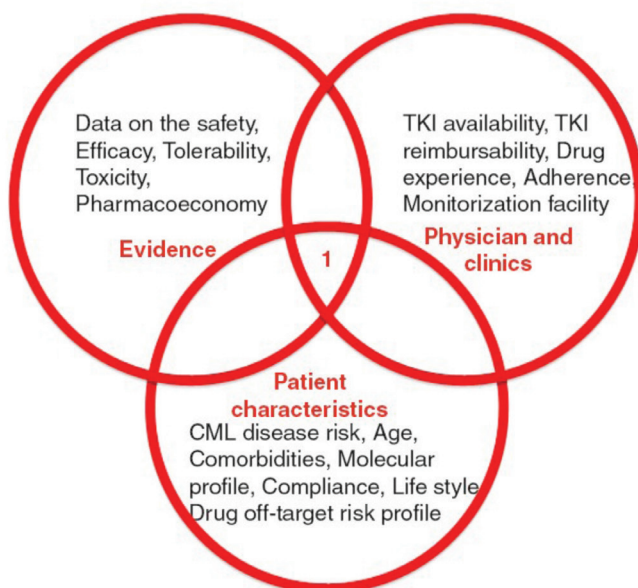 Data on the safety,
Efficacy, Tolerability,
Toxicity,
Pharmacoeconomy
Evidence
TKI availability, TKI
reimbursability, Drug
experience, Adherence,
Monitorization facility
Physician and
clinics
1
Patient
characteristics
CML disease risk, Age,
Comorbidities, Molecular
profile, Compliance, Life style
Drug off-target risk profile